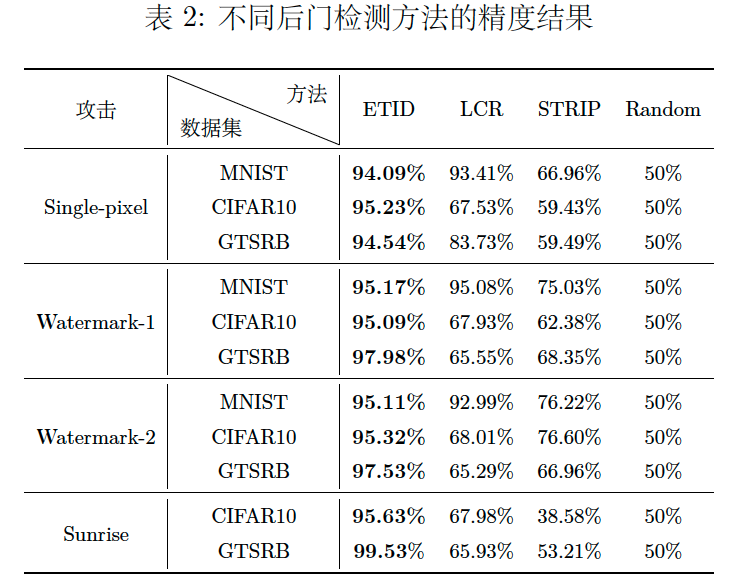 表 2: 不同后门检测方法的精度结果
攻击 方法 数据集 ETID LCR STRIP Random
MNIST 94.09% 93.41% 66.96% 50%
Single-pixel CIFAR10 95.23% 67.53% 59.43% 50%
GTSRB 94.54% 83.73% 59.49% 50%
MNIST 95.17% 95.08% 75.03% 50%
Watermark-1 CIFAR10 95.09% 67.93% 62.38% 50%
GTSRB 97.98% 65.55% 68.35% 50%
MNIST 95.11% 92.99% 76.22% 50%
Watermark-2 CIFAR10 95.32% 68.01% 76.60% 50%
GTSRB 97.53% 65.29% 66.96% 50%
Sunrise CIFAR10 95.63% 67.98% 38.58% 50%
GTSRB 99.53% 65.93% 53.21% 50%